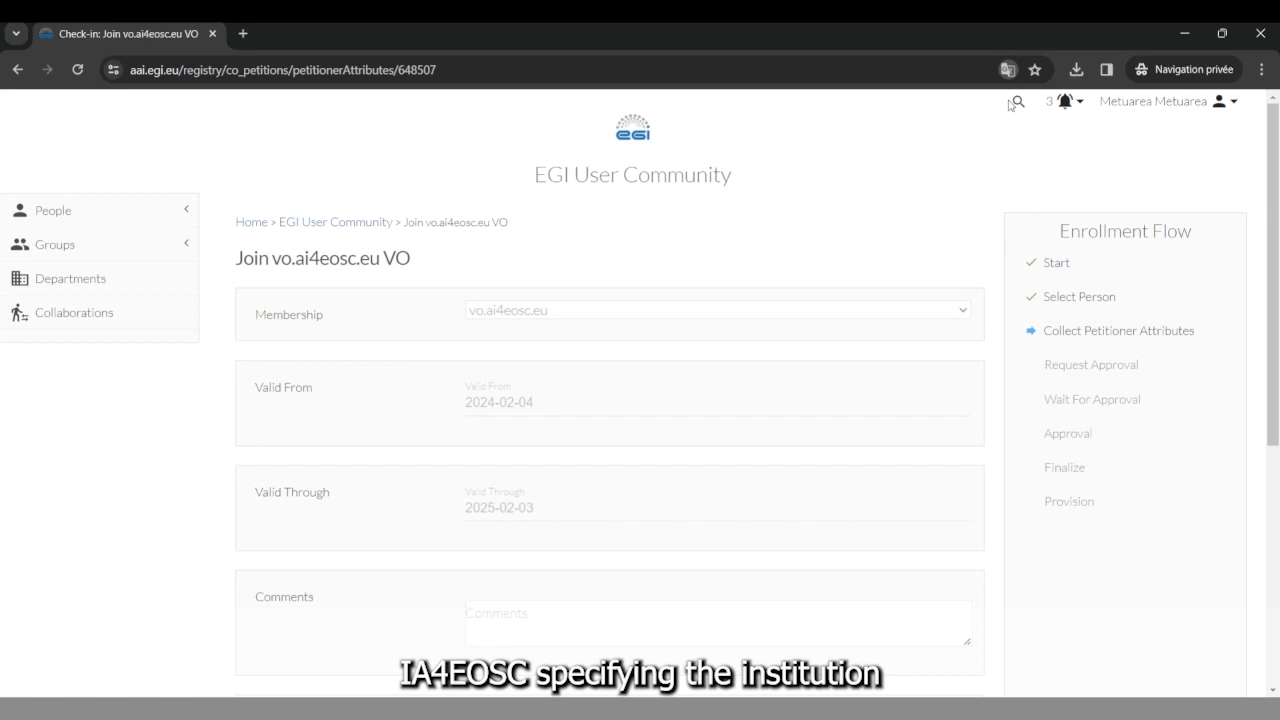 Check-in: Join vo.ai4eosc.eu VO
aai.egi.eu/registry/co_petitions/petitionerAttributes/648507
Navigation privée
3
Metuarea Metuarea
egi
EGI User Community
People
Groups
Departments
Collaborations
Home > EGI User Community > Join vo.ai4eosc.eu VO
Join vo.ai4eosc.eu VO
Membership
vo.ai4eosc.eu
Valid From
Valid From
2024-02-04
Valid Through
Valid Through
2025-02-03
Comments
Comments
Enrollment Flow
Start
Select Person
Collect Petitioner Attributes
Request Approval
Wait For Approval
Approval
Finalize
Provision
IA4EOSC specifying the institution